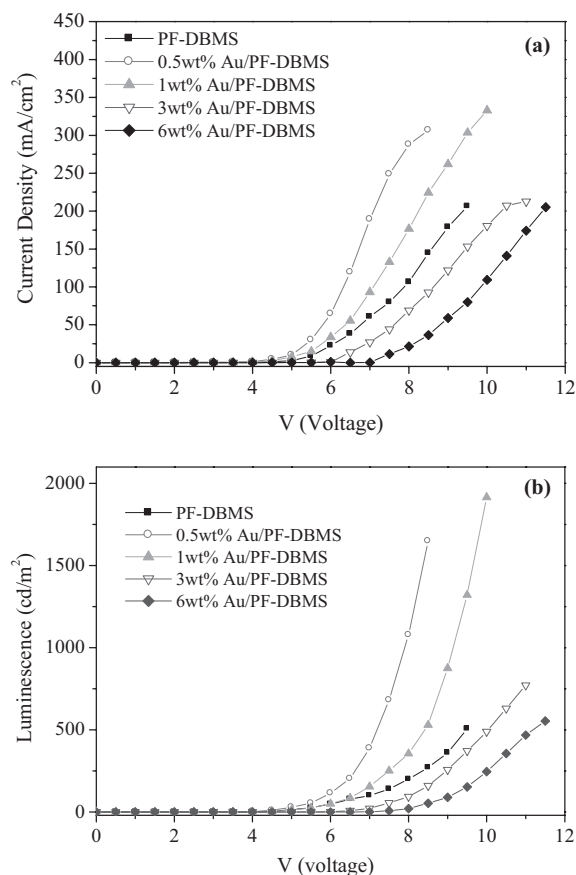 450
400
350
300
250
200
150
100
50
0
Current Density (mA/cm²)
(a)
PF-DBMS
0.5wt% Au/PF-DBMS
1wt% Au/PF-DBMS
3wt% Au/PF-DBMS
6wt% Au/PF-DBMS
0 2 4 6 8 10 12
V (Voltage)
2000
1500
1000
500
0
Luminescence (cd/m²)
(b)
PF-DBMS
0.5wt% Au/PF-DBMS
1wt% Au/PF-DBMS
3wt% Au/PF-DBMS
6wt% Au/PF-DBMS
0 2 4 6 8 10 12
V (voltage)